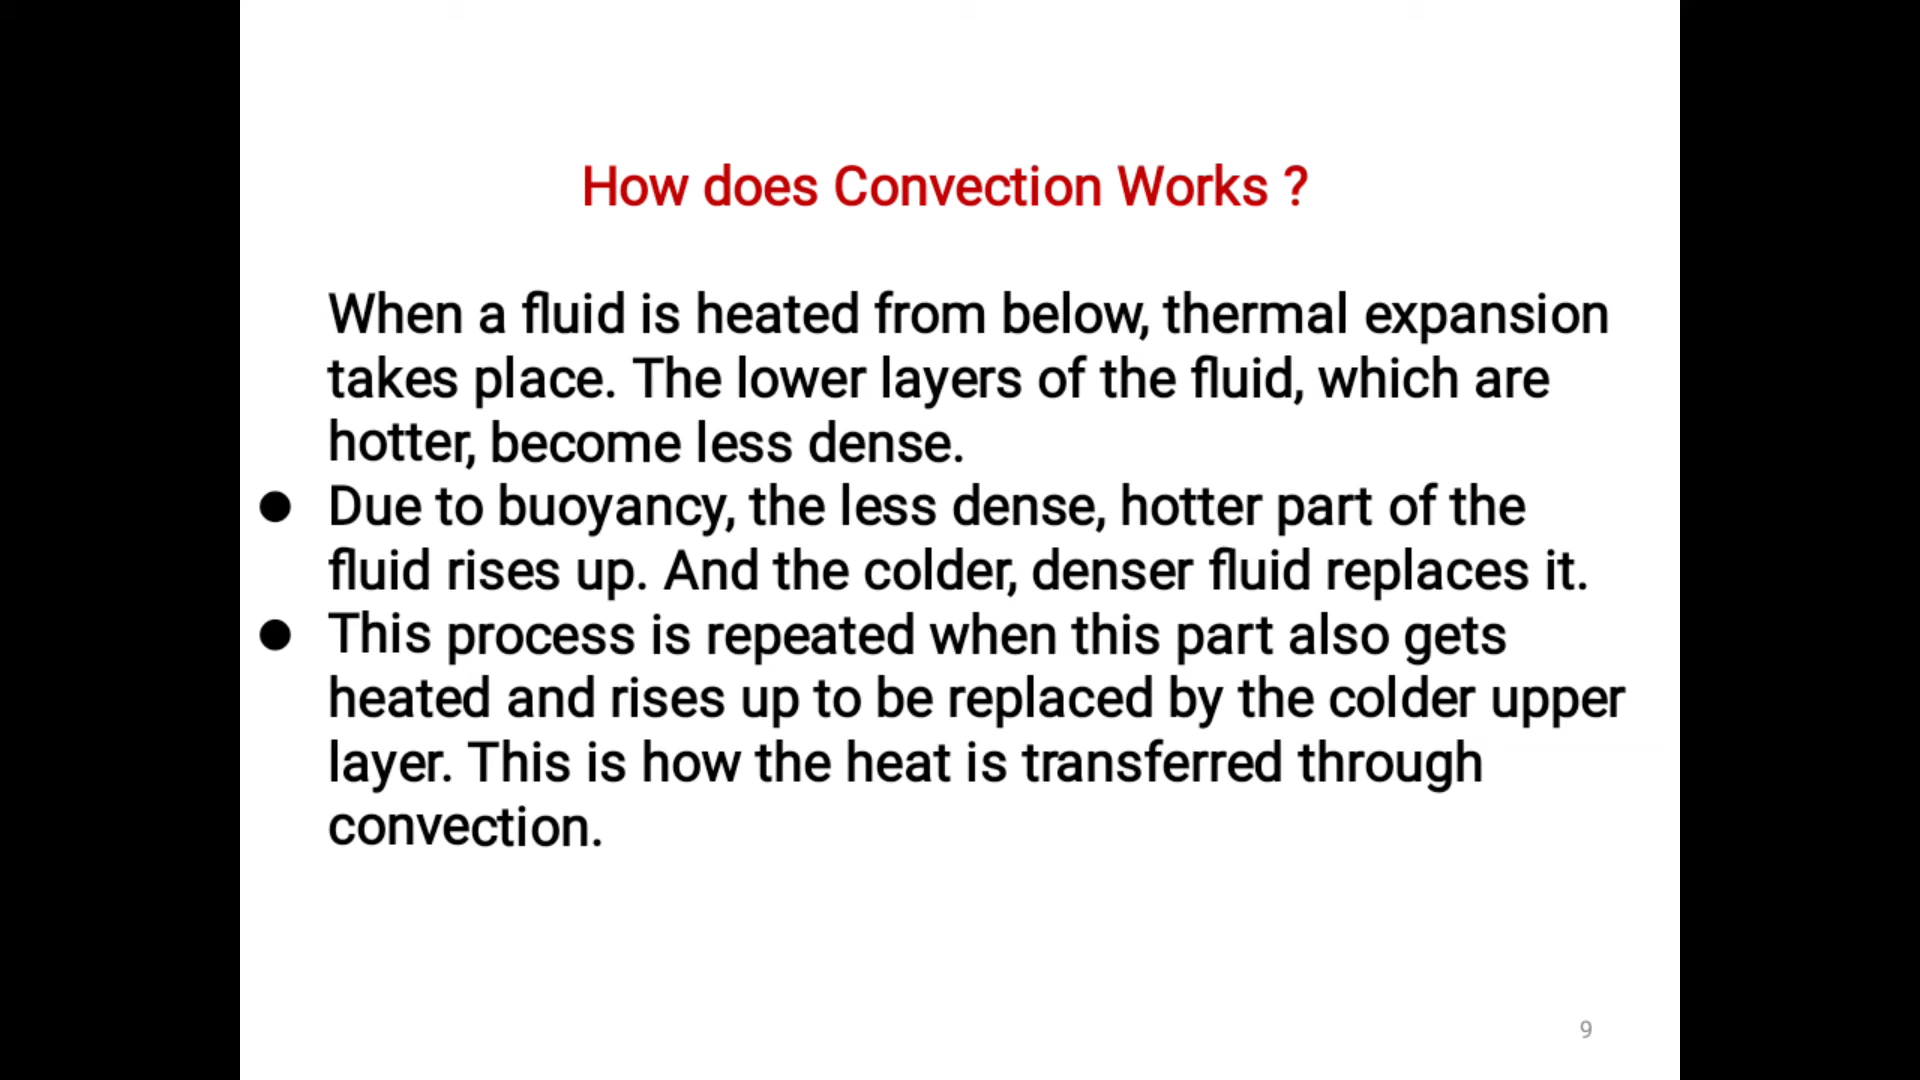 How does Convection Works ?
When a fluid is heated from below, thermal expansion
takes place. The lower layers of the fluid, which are
hotter, become less dense.
● Due to buoyancy, the less dense, hotter part of the
fluid rises up. And the colder, denser fluid replaces it.
● This process is repeated when this part also gets
heated and rises up to be replaced by the colder upper
layer. This is how the heat is transferred through
convection.
9